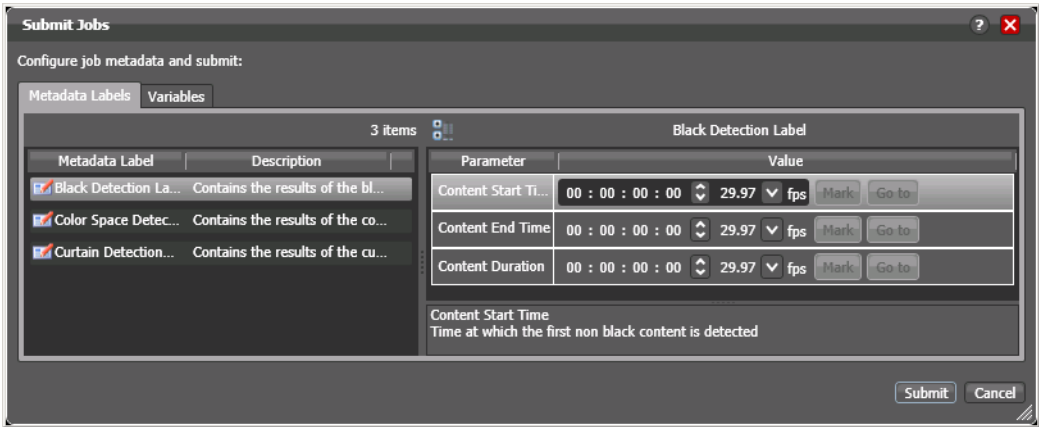 Submit Jobs
?
Configure job metadata and submit:
Metadata Labels Variables
3 items
Black Detection Label
Metadata Label Description
Black Detection La... Contains the results of the bl...
Color Space Detec... Contains the results of the co...
Curtain Detection... Contains the results of the cu...
Parameter Value
Content Start Ti... 00 : 00 : 00 : 00 29.97 fps Mark Go to
Content End Time 00 : 00 : 00 : 00 29.97 fps Mark Go to
Content Duration 00 : 00 : 00 : 00 29.97 fps Mark Go to
Content Start Time
Time at which the first non black content is detected
Submit Cancel